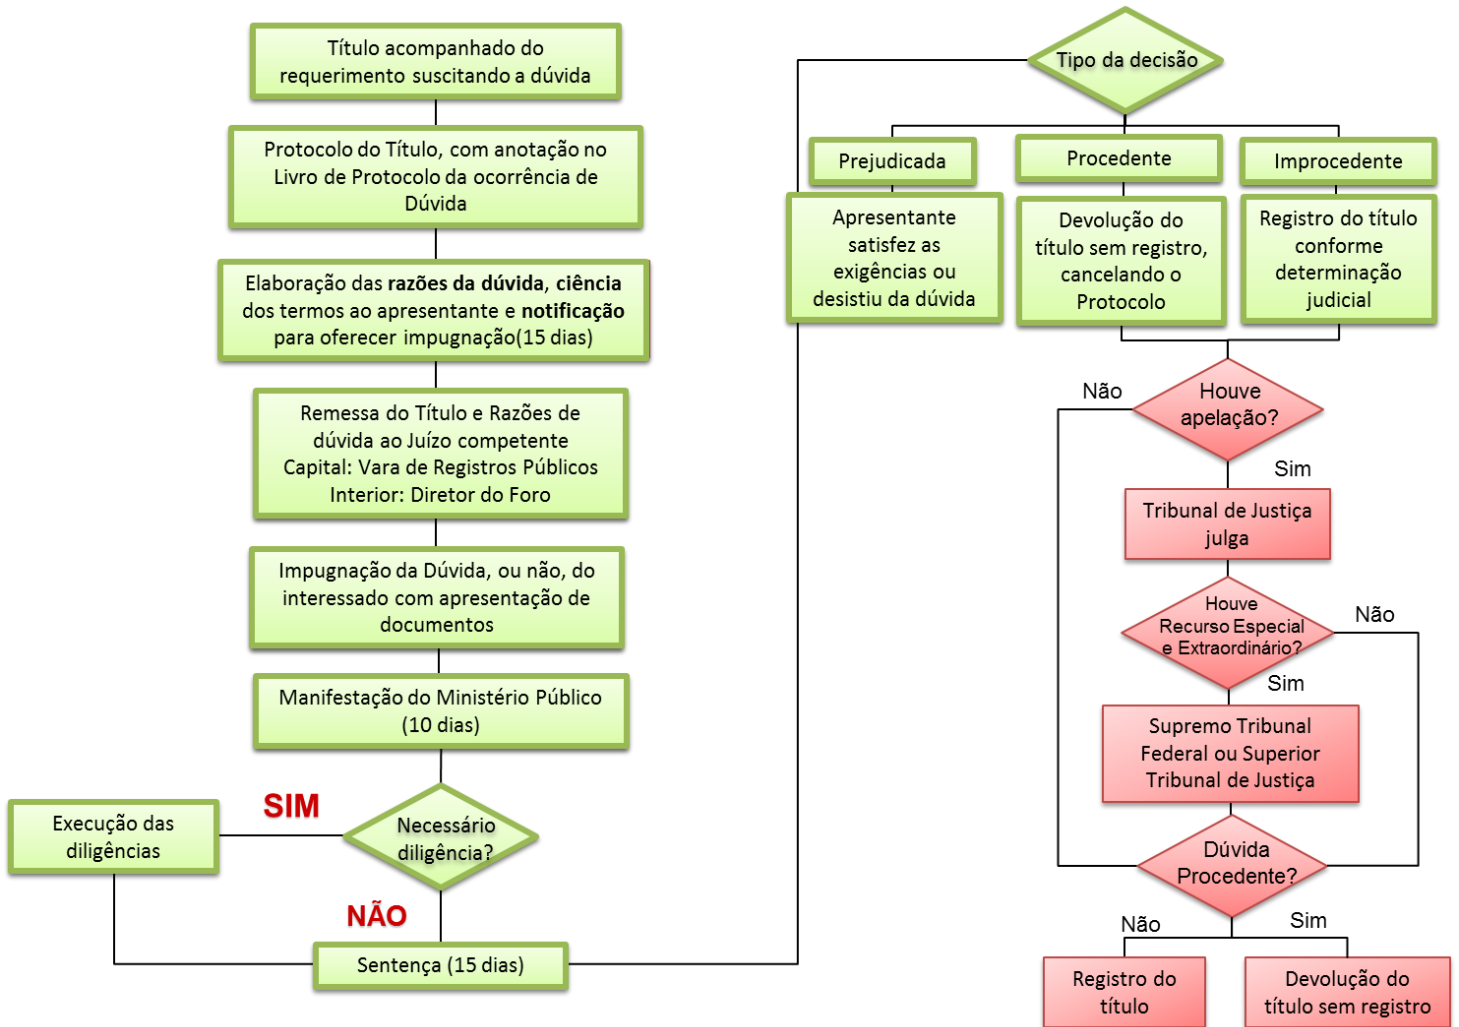 Título acompanhado do
requerimento suscitando a dúvida
Protocolo do Título, com anotação no
Livro de Protocolo da ocorrência de
Dúvida
Elaboração das razões da dúvida, ciência
dos termos ao apresentante e notificação
para oferecer impugnação(15 dias)
Remessa do Título e Razões de
dúvida ao Juízo competente
Capital: Vara de Registros Públicos
Interior: Diretor do Foro
Impugnação da Dúvida, ou não, do
interessado com apresentação de
documentos
Manifestação do Ministério Público
(10 dias)
Necessário
diligência?
SIM
Execução das
diligências
NÃO
Sentença (15 dias)
Tipo da decisão
Prejudicada
Apresentante
satisfez as
exigências ou
desistiu da dúvida
Procedente
Devolução do
título sem registro,
cancelando o
Protocolo
Improcedente
Registro do título
conforme
determinação
judicial
Houve
apelação?
Não
Sim
Tribunal de Justiça
julga
Houve
Recurso Especial
e Extraordinário?
Não
Sim
Supremo Tribunal
Federal ou Superior
Tribunal de Justiça
Dúvida
Procedente?
Não
Sim
Registro do
título
Devolução do
título sem registro